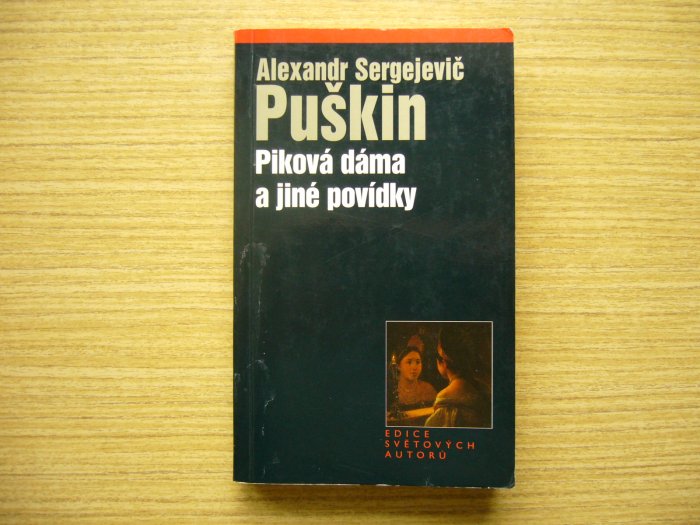 Alexandr Sergejevič
Puškin
Piková dáma
a jiné povídky
EDICE
SVĚTOVÝCH
AUTORŮ